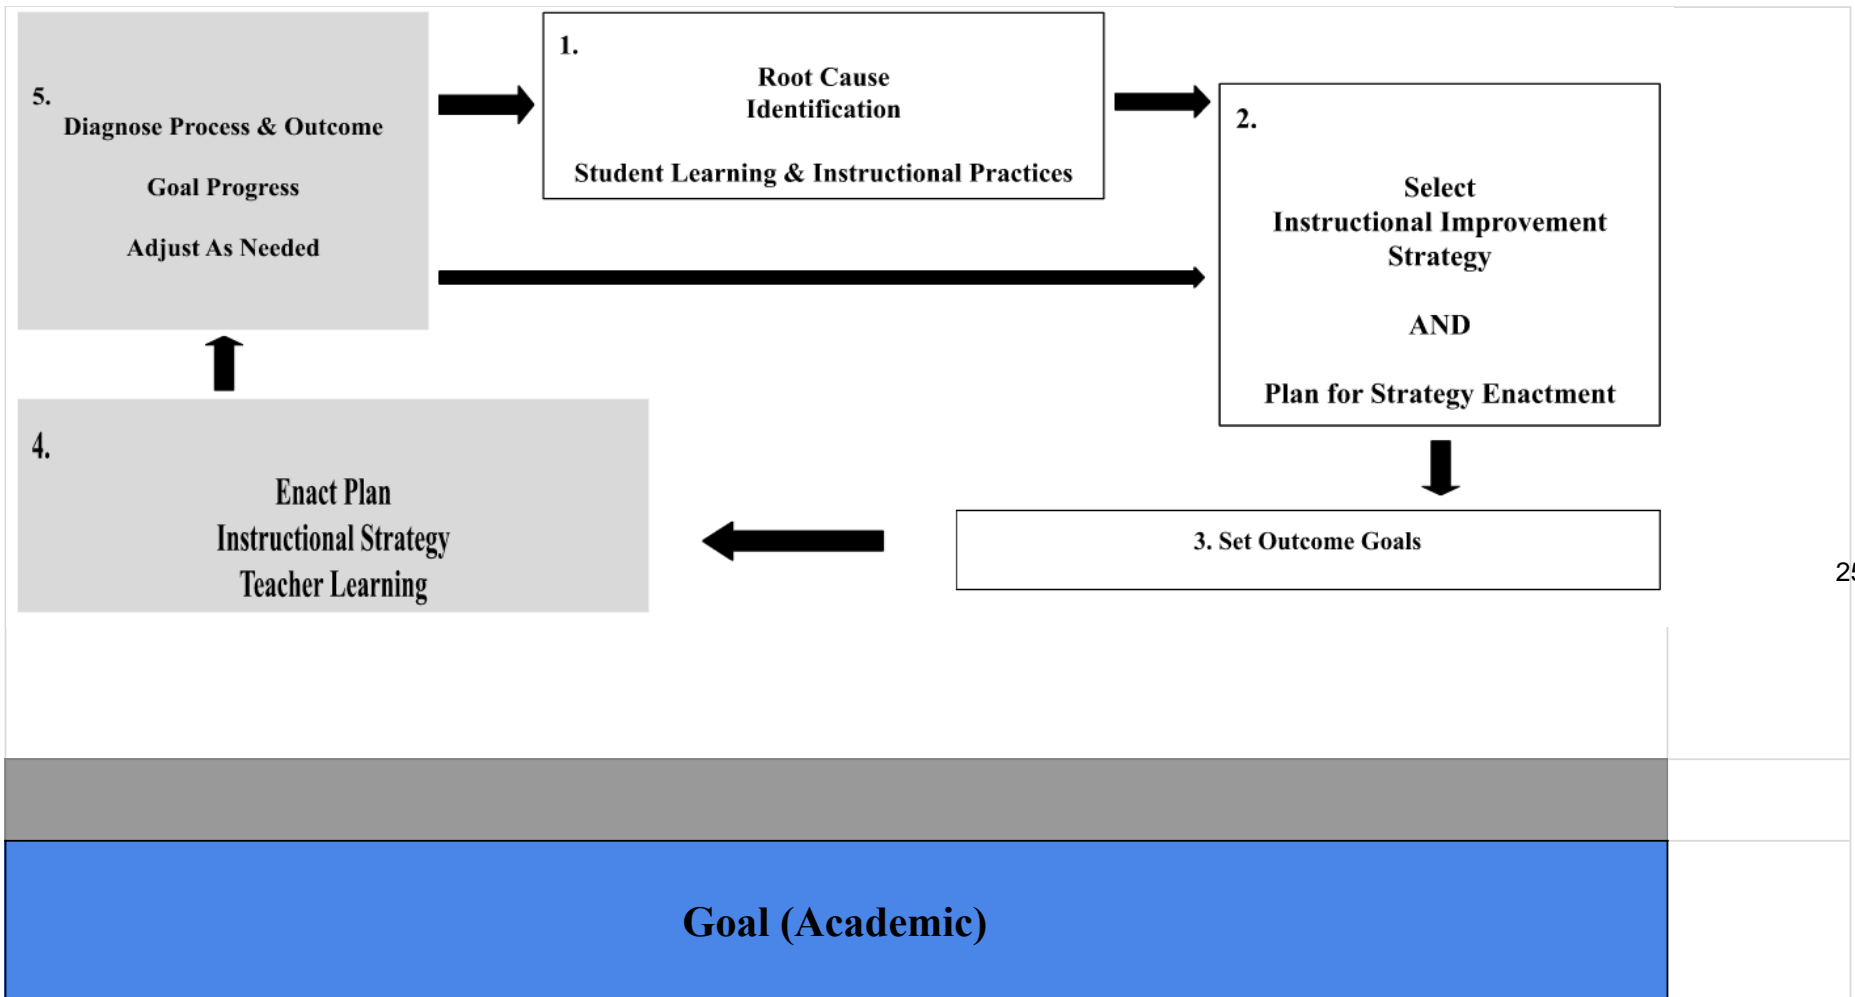 5.
Diagnose Process & Outcome
Goal Progress
Adjust As Needed
1.
Root Cause
Identification
Student Learning & Instructional Practices
2.
Select
Instructional Improvement
Strategy
AND
Plan for Strategy Enactment
3. Set Outcome Goals
4.
Enact Plan
Instructional Strategy
Teacher Learning
25
Goal (Academic)